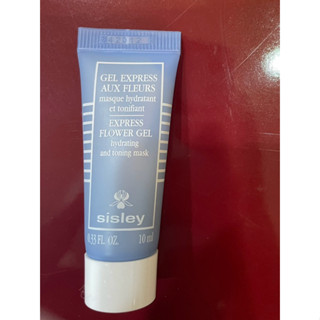 GEL EXPRESS
AUX FLEURS
masque hydratant
et tonifiant
EXPRESS
FLOWER GEL
hydrating
and toning mask
sisley
0.33 FL.OZ. 10 ml